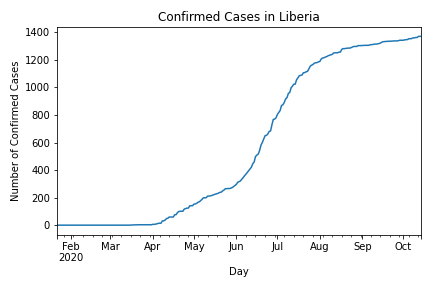 Confirmed Cases in Liberia
Number of Confirmed Cases
1400
1200
1000
800
600
400
200
0
Feb Mar Apr May Jun Jul Aug Sep Oct
2020
Day